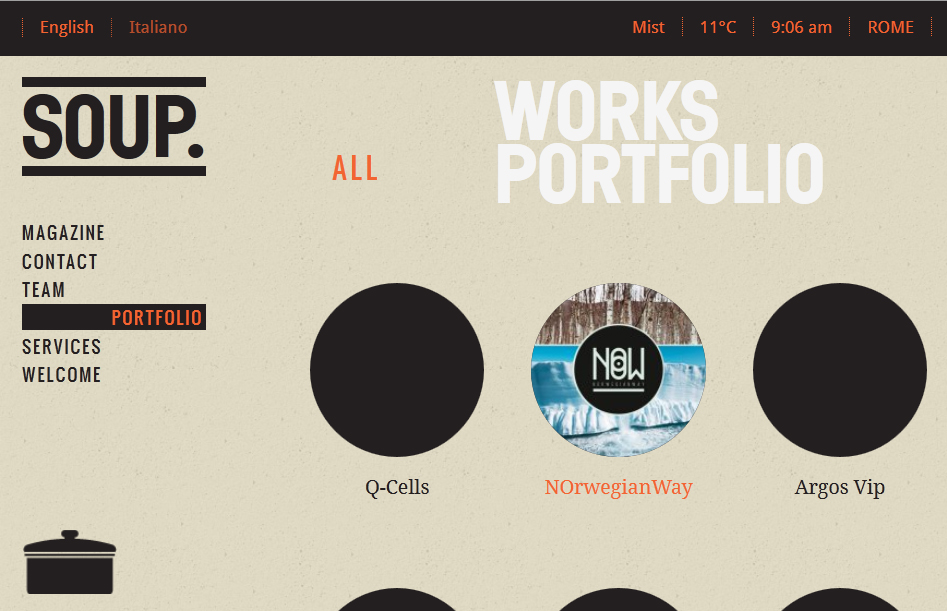 English Italiano Mist 11°C 9:06 am ROME
SOUP.
WORKS
PORTFOLIO
ALL
MAGAZINE
CONTACT
TEAM
PORTFOLIO
SERVICES
WELCOME
NOW
NORWEGIANWAY
Q-Cells NOrwegianWay Argos Vip